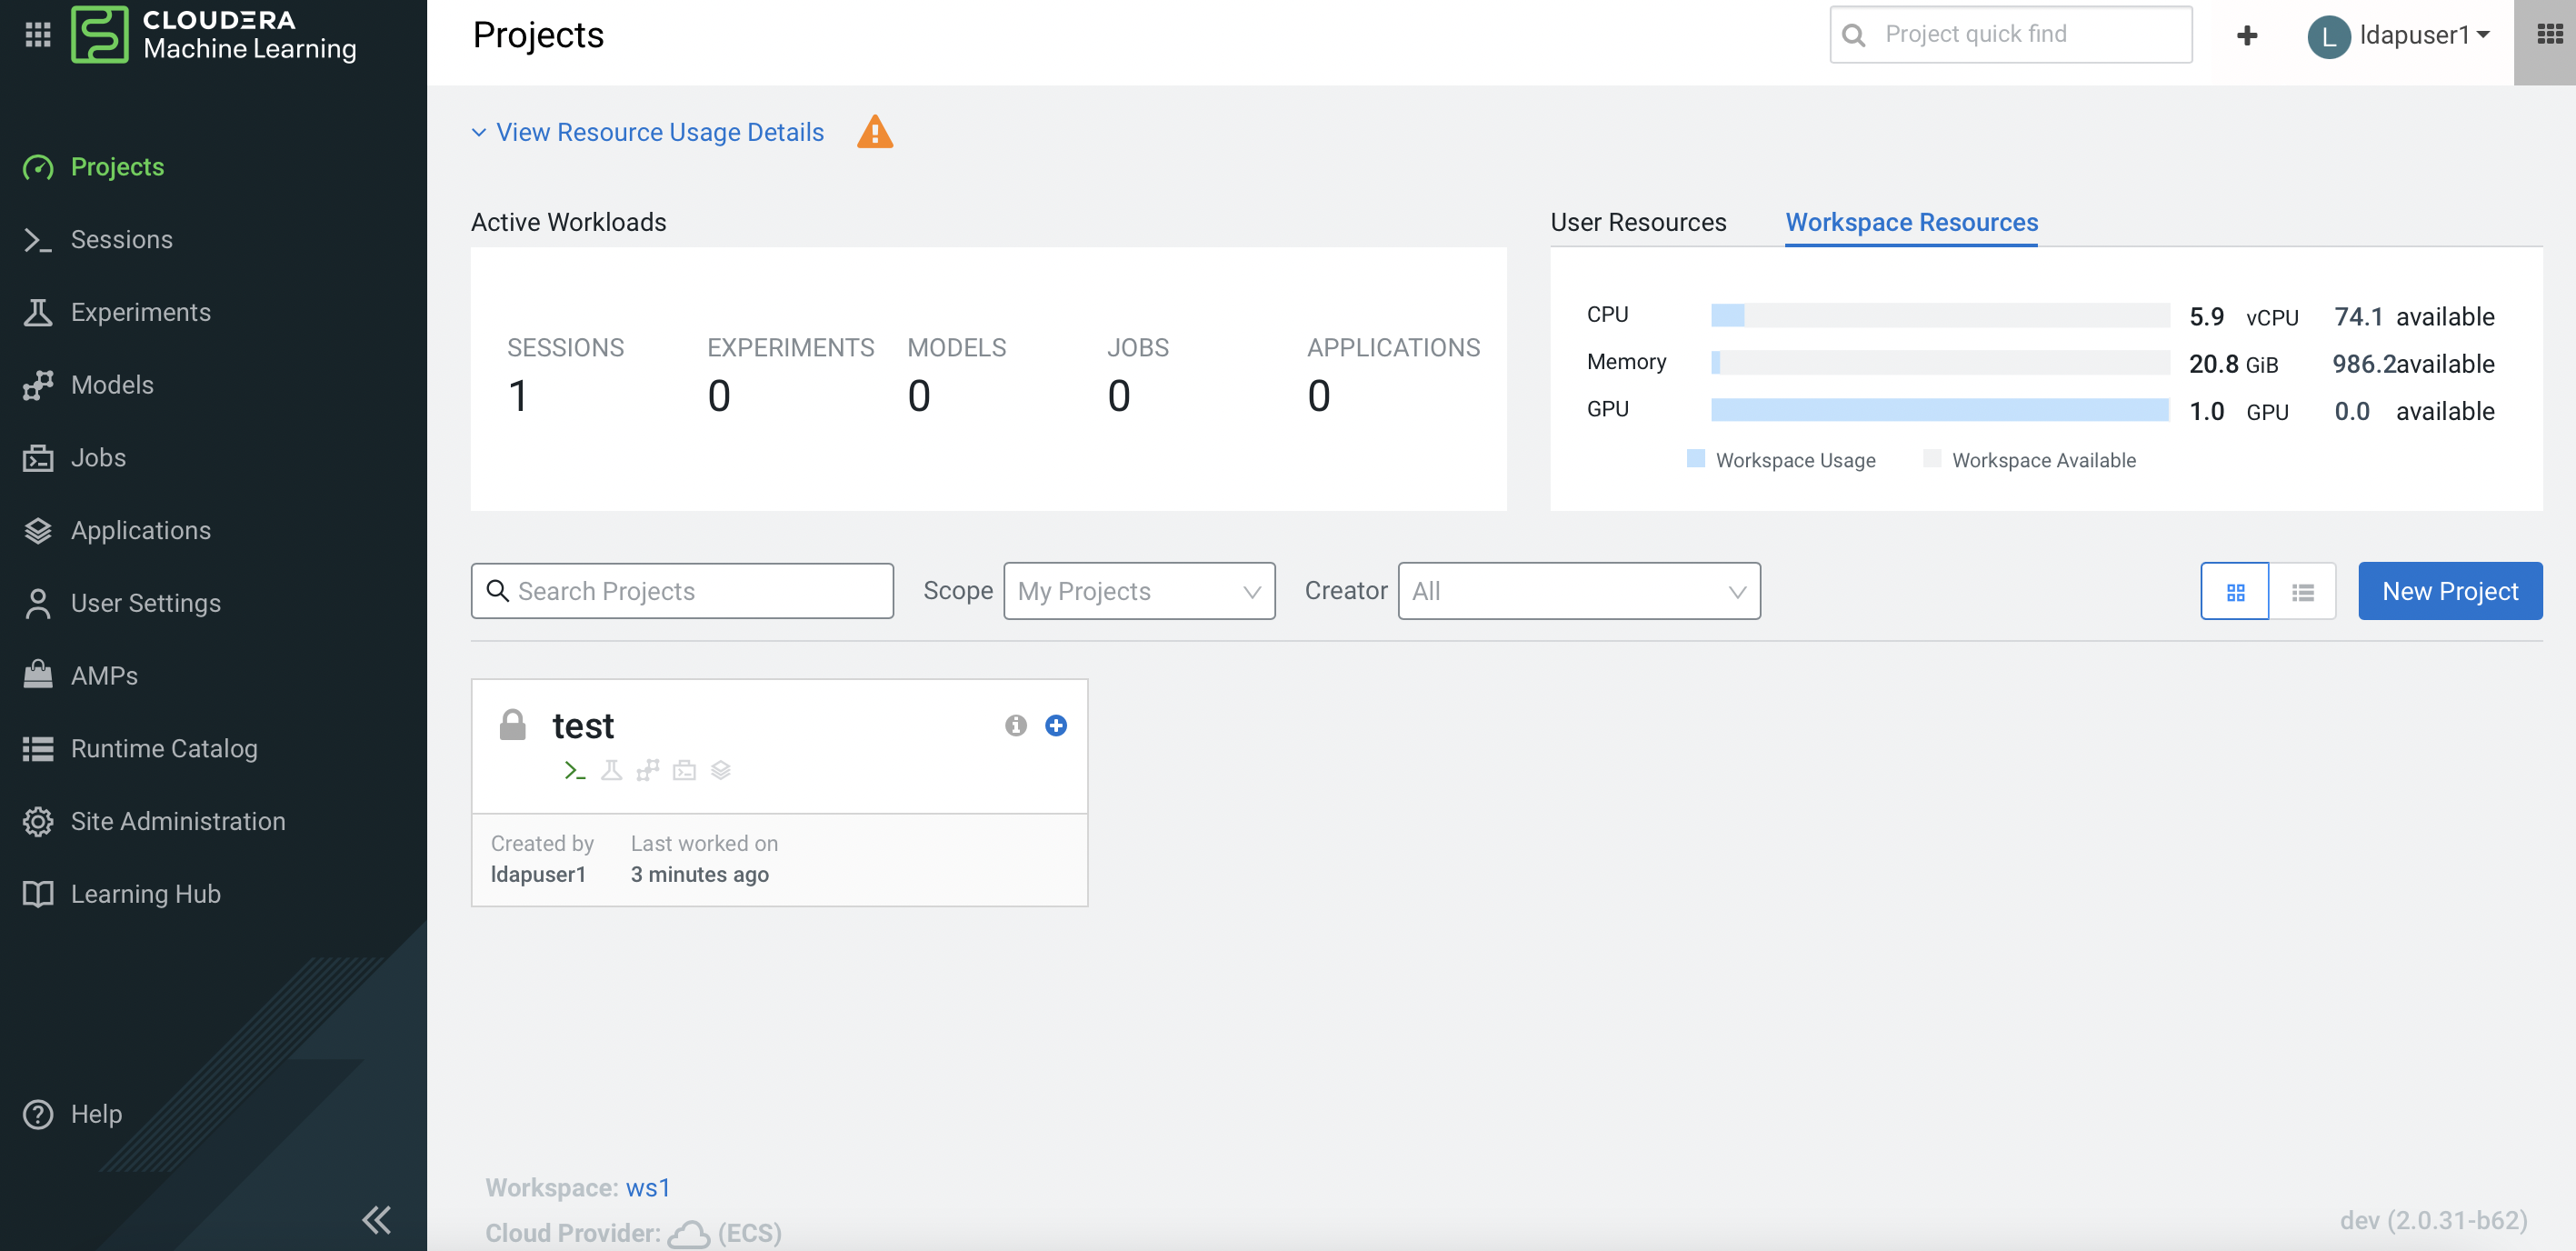 CLOUDERA
Machine Learning
Projects
Project quick find
L
ldapuser1
Projects
Sessions
Experiments
Models
Jobs
Applications
User Settings
AMPs
Runtime Catalog
Site Administration
Learning Hub
Help
View Resource Usage Details
Active Workloads
SESSIONS EXPERIMENTS MODELS JOBS APPLICATIONS
1 0 0 0 0
User Resources Workspace Resources
CPU 5.9 vCPU 74.1 available
Memory 20.8 GiB 986.2available
GPU 1.0 GPU 0.0 available
Workspace Usage Workspace Available
Search Projects Scope My Projects Creator All New Project
test
Created by Last worked on
ldapuser1 3 minutes ago
Workspace: ws1
Cloud Provider: (ECS)
dev (2.0.31-b62)